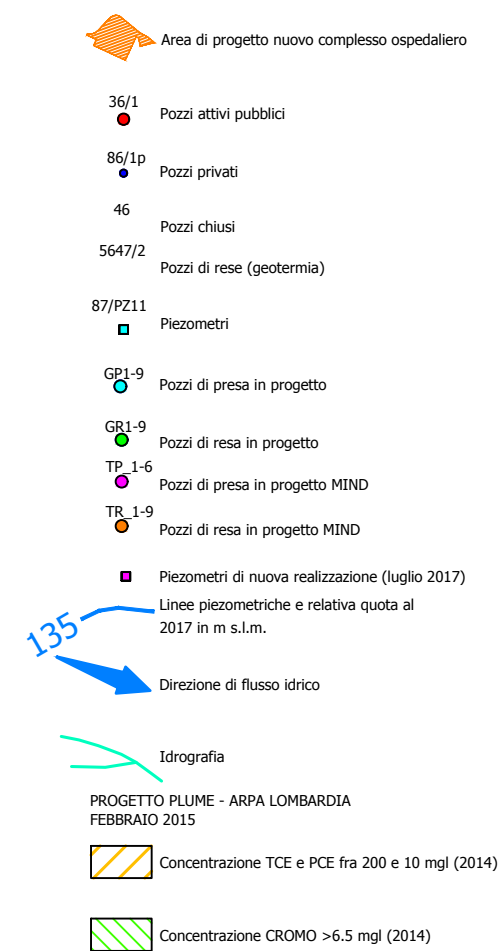 Area di progetto nuovo complesso ospedaliero
36/1
Pozzi attivi pubblici
86/1p
Pozzi privati
46
Pozzi chiusi
5647/2
Pozzi di rese (geotermia)
87/PZ11
Piezometri
GP1-9
Pozzi di presa in progetto
GR1-9
Pozzi di resa in progetto
TP_1-6
Pozzi di presa in progetto MIND
TR_1-9
Pozzi di resa in progetto MIND
Piezometri di nuova realizzazione (luglio 2017)
135
Linee piezometriche e relativa quota al
2017 in m s.l.m.
Direzione di flusso idrico
Idrografia
PROGETTO PLUME - ARPA LOMBARDIA
FEBBRAIO 2015
Concentrazione TCE e PCE fra 200 e 10 mgl (2014)
Concentrazione CROMO >6.5 mgl (2014)